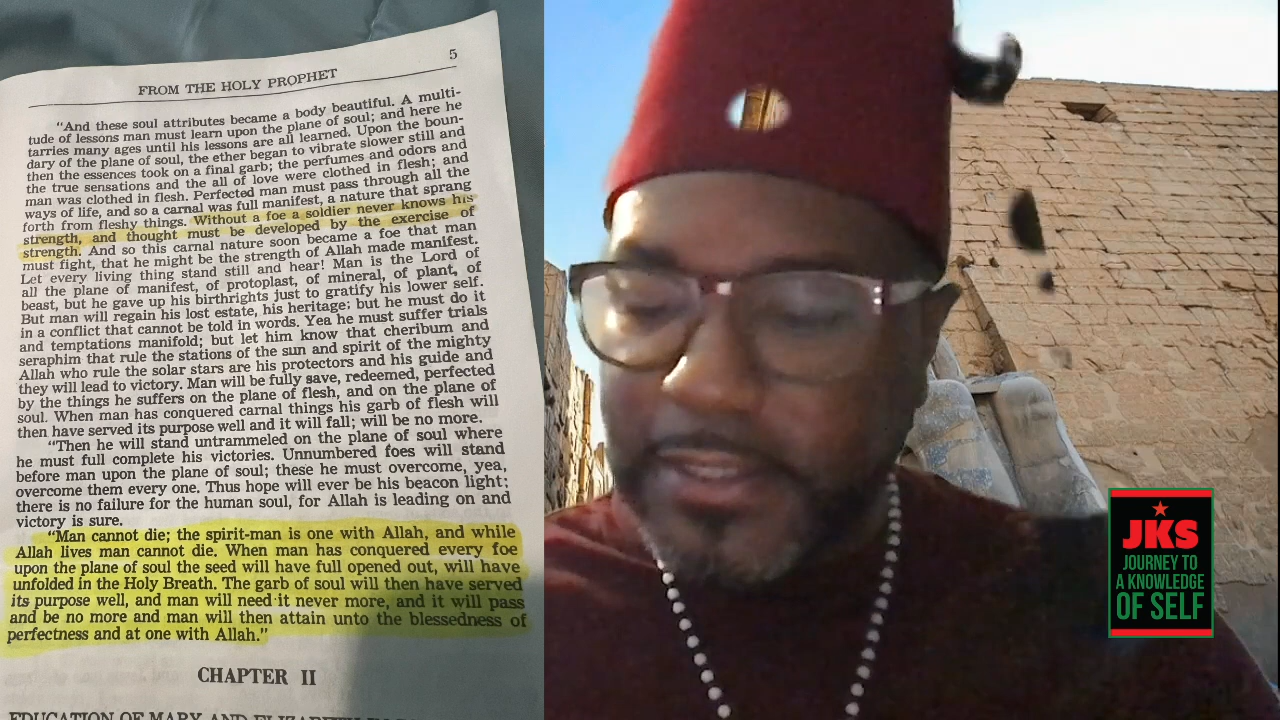 5
FROM THE HOLY PROPHET
"And these soul attributes became a body beautiful. A multi-
tude of lessons man must learn upon the plane of soul; and here he
tarries many ages until his lessons are all learned. Upon the boun-
dary of the plane of soul, the ether began to vibrate slower still and
then the essences took on a final garb; the perfumes and odors and
the true sensations and the all of love were clothed in flesh; and
man was clothed in flesh. Perfected man must pass through all the
ways of life, and so a carnal was full manifest, a nature that sprang
forth from fleshy things. Without a foe a soldier never knows his
strength, and thought must be developed by the exercise of
strength. And so this carnal nature soon became a foe that man
must fight, that he might be the strength of Allah made manifest.
Let every living thing stand still and hear! Man is the Lord of
all the plane of manifest, of protoplast, of mineral, of plant, of
beast, but he gave up his birthrights just to gratify his lower self.
But man will regain his lost estate, his heritage; but he must do it
in a conflict that cannot be told in words. Yea he must suffer trials
and temptations manifold; but let him know that cheribum and
seraphim that rule the stations of the sun and spirit of the mighty
Allah who rule the solar stars are his protectors and his guide and
they will lead to victory. Man will be fully save, redeemed, perfected
by the things he suffers on the plane of flesh, and on the plane of
soul. When man has conquered carnal things his garb of flesh will
then have served its purpose well and it will fall; will be no more.
"Then he will stand untrammeled on the plane of soul where
he must full complete his victories. Unnumbered foes will stand
before man upon the plane of soul; these he must overcome, yea,
overcome them every one. Thus hope will ever be his beacon light;
there is no failure for the human soul, for Allah is leading on and
victory is sure.
"Man cannot die; the spirit-man is one with Allah, and while
Allah lives man cannot die. When man has conquered every foe
upon the plane of soul the seed will have full opened out, will have
unfolded in the Holy Breath. The garb of soul will then have served
its purpose well, and man will need it never more, and it will pass
and be no more and man will then attain unto the blessedness of
perfectness and at one with Allah."
CHAPTER II
EDUCATION OF MARY AND ELIZABETH
JKS
JOURNEY TO
A KNOWLEDGE
OF SELF